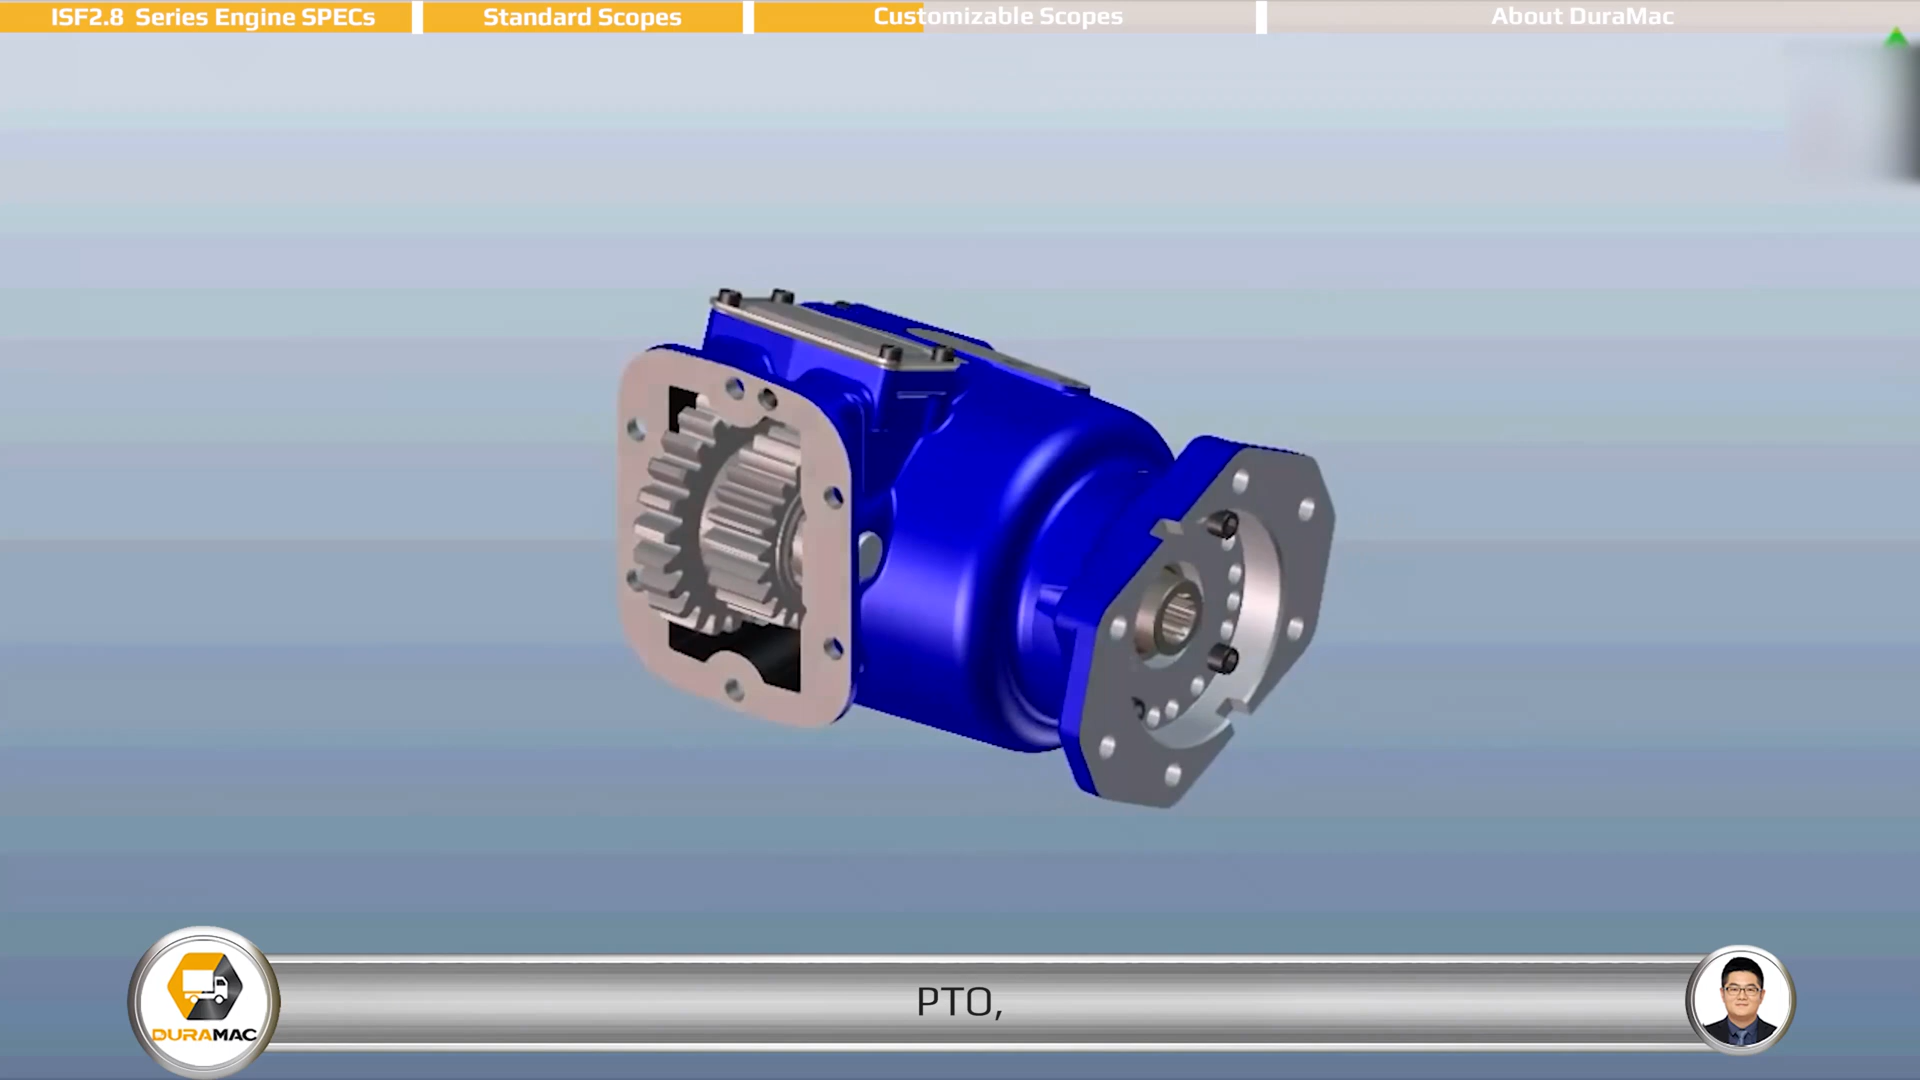 ISF2.8 Series Engine SPECs
Standard Scopes
Customizable Scopes
About DuraMac
PTO,
DURAMAC